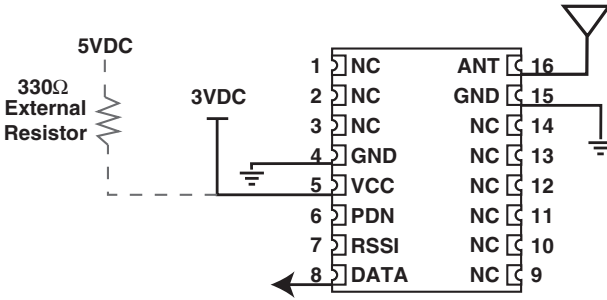 5VDC
330Ω
External
Resistor
3VDC
1 NC ANT 16
2 NC GND 15
3 NC NC 14
4 GND NC 13
5 VCC NC 12
6 PDN NC 11
7 RSSI NC 10
8 DATA NC 9